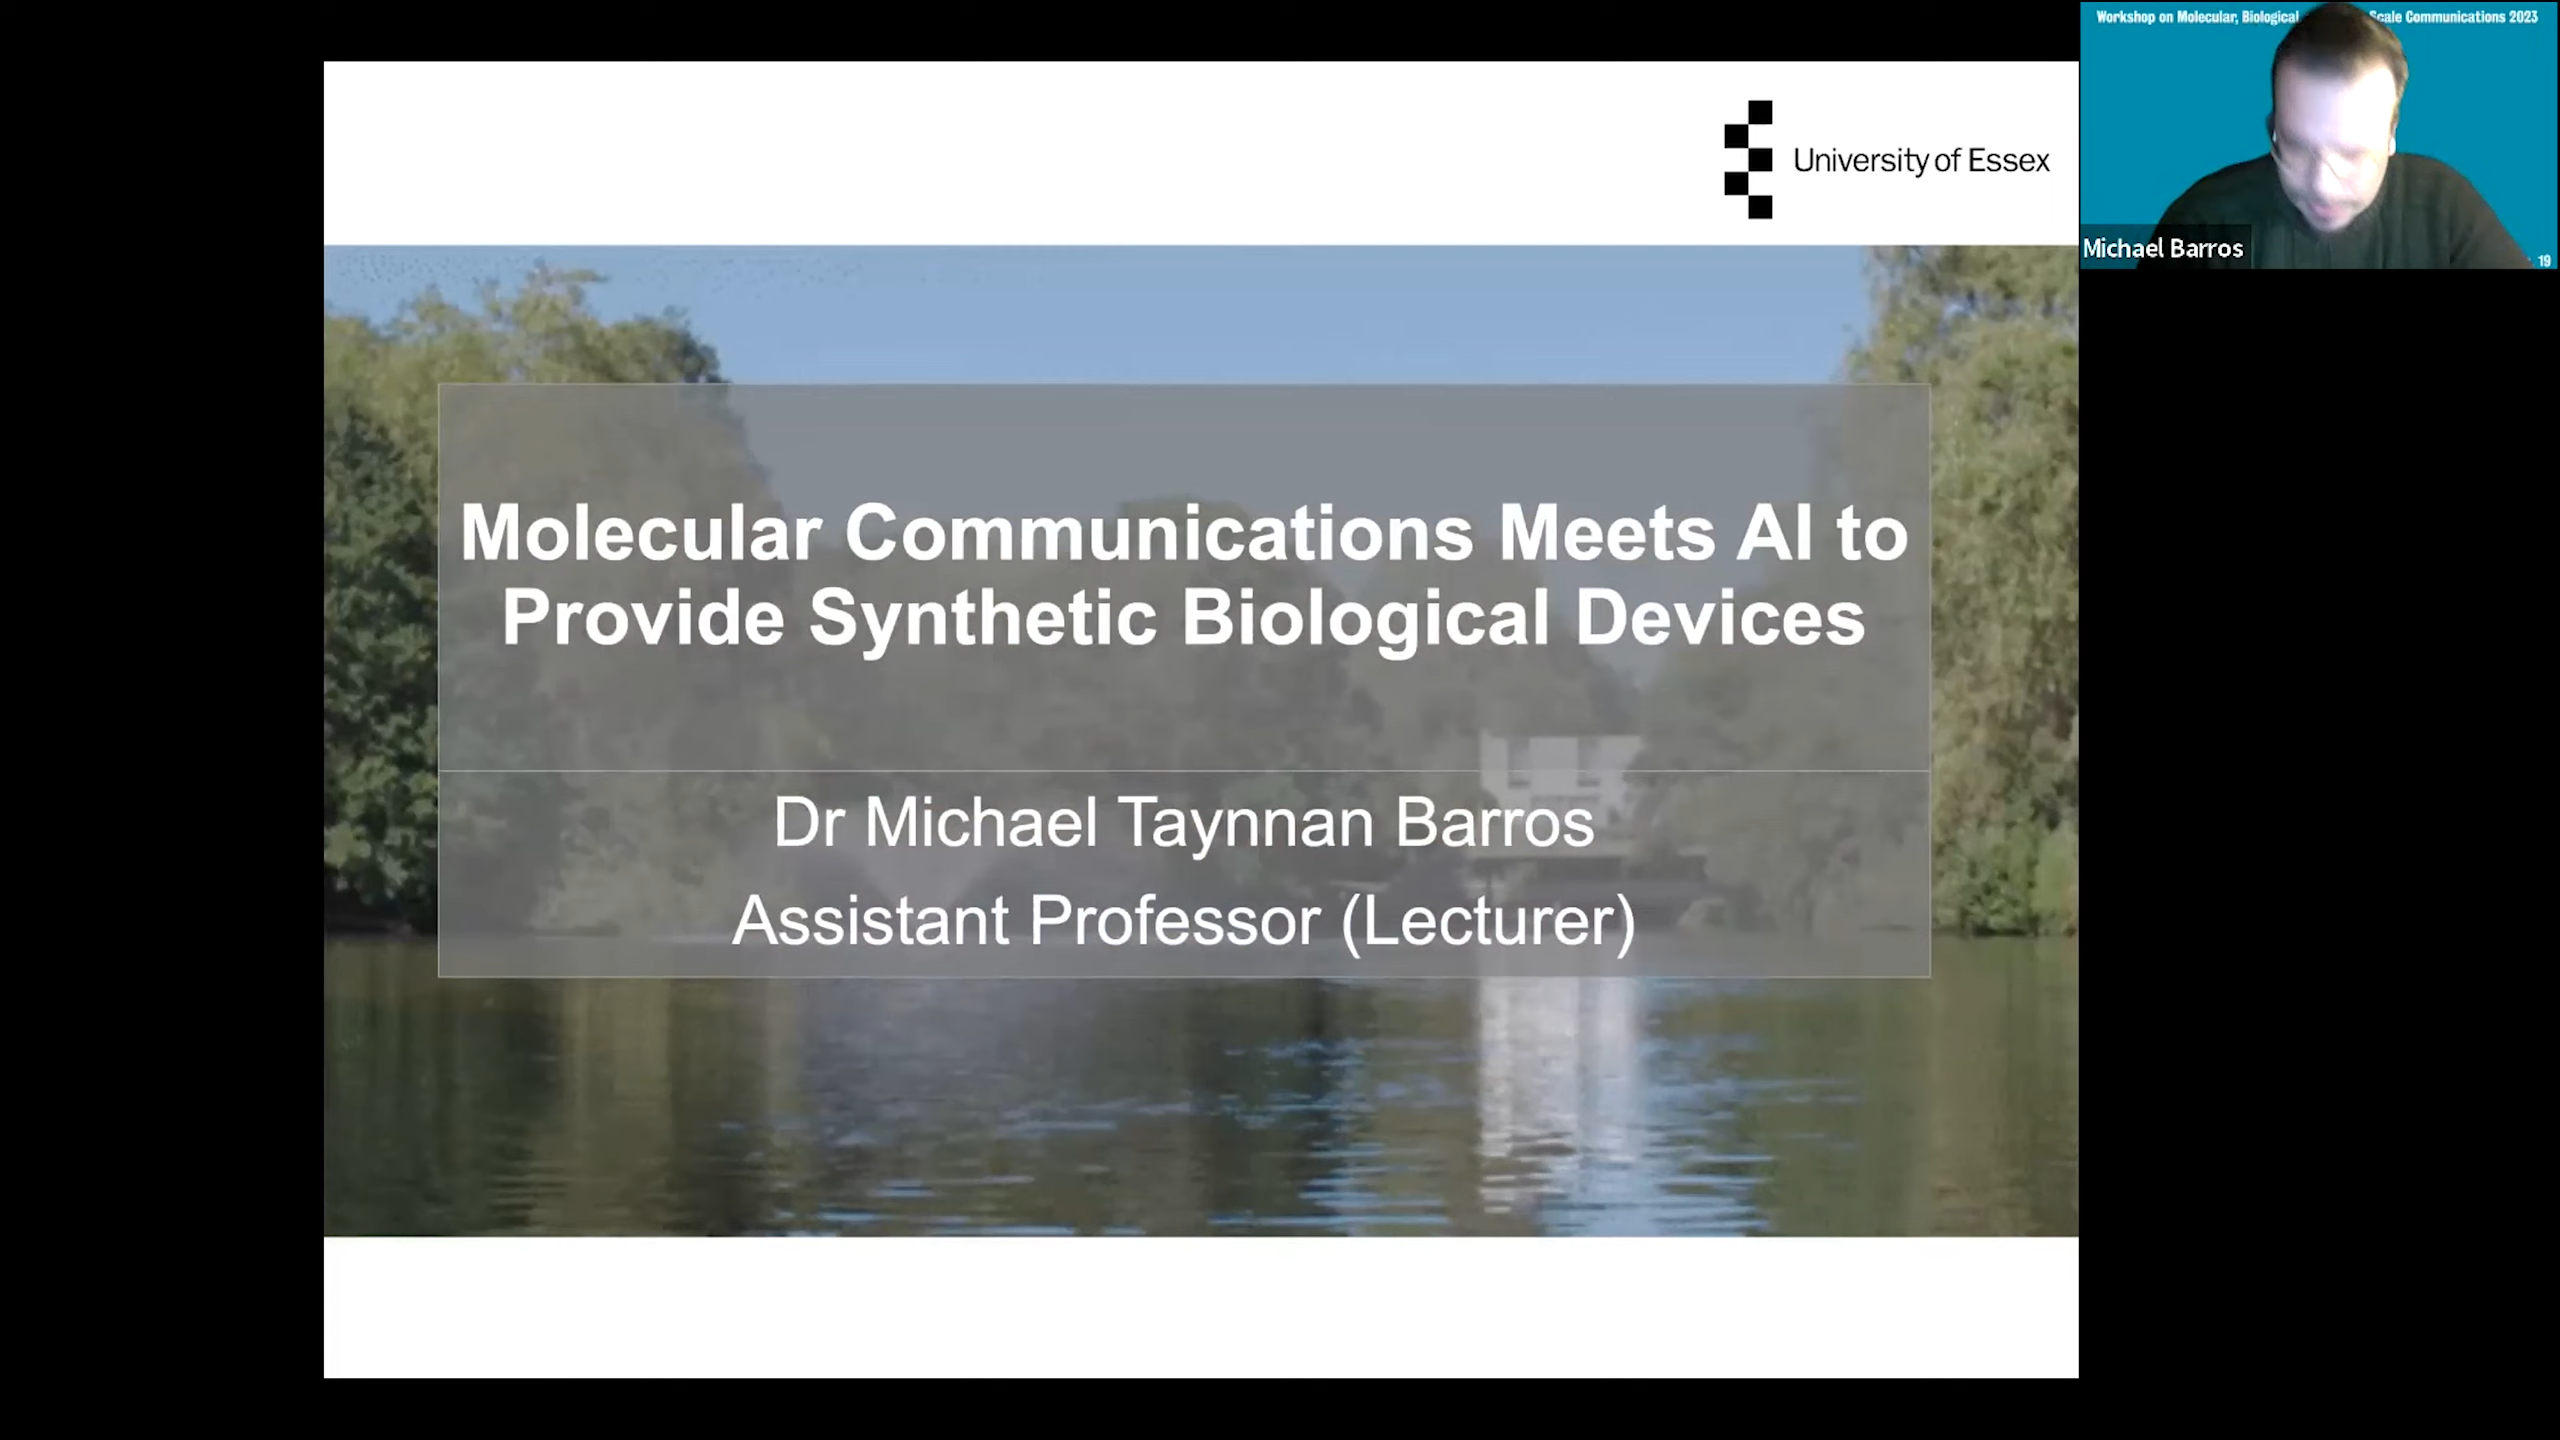 Workshop on Molecular, Biological Scale Communications 2023
University of Essex
Michael Barros
19
Molecular Communications Meets AI to
Provide Synthetic Biological Devices
Dr Michael Taynnan Barros
Assistant Professor (Lecturer)